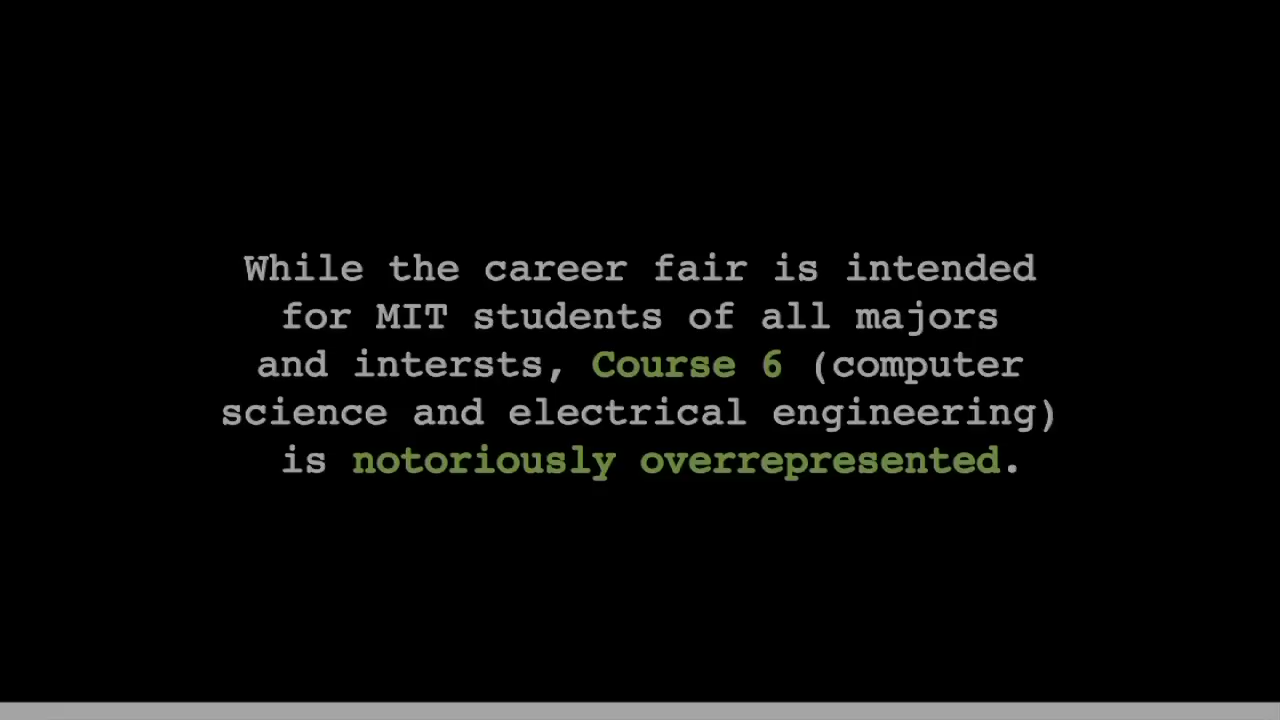 While the career fair is intended
for MIT students of all majors
and intersts, Course 6 (computer
science and electrical engineering)
is notoriously overrepresented.